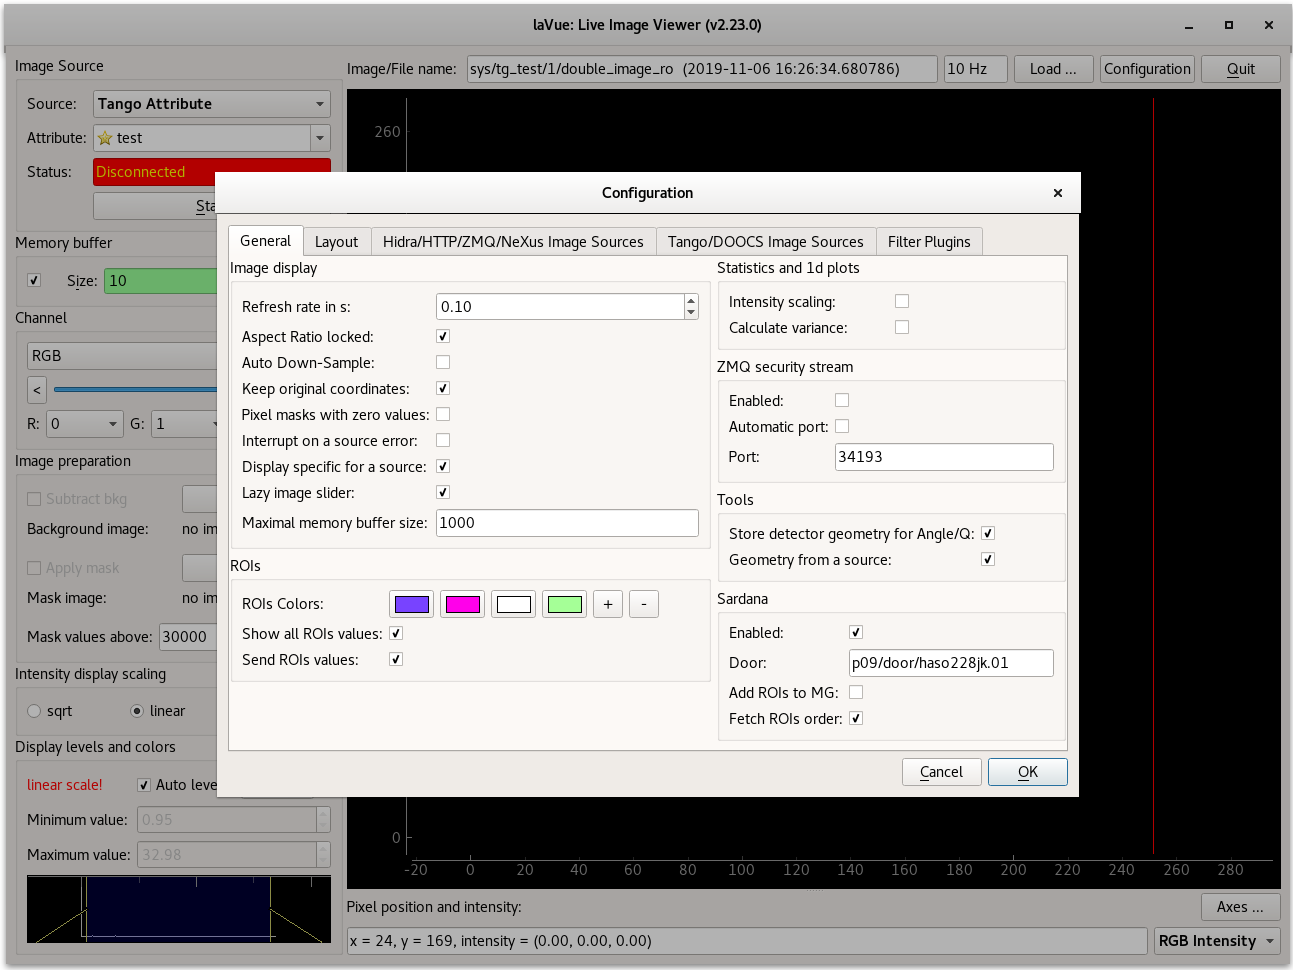 laVue: Live Image Viewer (v2.23.0)
Image Source
Image/File name: sys/tg_test/1/double_image_ro (2019-11-06 16:26:34.680786) 10 Hz Load ... Configuration Quit
Source: Tango Attribute
Attribute: test
Status: Disconnected
Memory buffer
Size: 10
Channel
RGB
<
R: 0 G: 1
Image preparation
Subtract bkg
Background image: no im
Apply mask
Mask image: no im
Mask values above: 30000
Intensity display scaling
sqrt linear
Display levels and colors
linear scale! Auto leve
Minimum value: 0.95
Maximum value: 32.98
260
0
-20 0 20 40 60 80 100 120 140 160 180 200 220 240 260 280
Pixel position and intensity: Axes ...
x = 24, y = 169, intensity = (0.00, 0.00, 0.00) RGB Intensity
Configuration
General Layout Hidra/HTTP/ZMQ/NeXus Image Sources Tango/DOOCS Image Sources Filter Plugins
Image display
Refresh rate in s: 0.10
Aspect Ratio locked:
Auto Down-Sample:
Keep original coordinates:
Pixel masks with zero values:
Interrupt on a source error:
Display specific for a source:
Lazy image slider:
Maximal memory buffer size: 1000
ROIs
ROIs Colors: + -
Show all ROIs values:
Send ROIs values:
Statistics and 1d plots
Intensity scaling:
Calculate variance:
ZMQ security stream
Enabled:
Automatic port:
Port: 34193
Tools
Store detector geometry for Angle/Q:
Geometry from a source:
Sardana
Enabled:
Door: p09/door/haso228jk.01
Add ROIs to MG:
Fetch ROIs order:
Cancel OK